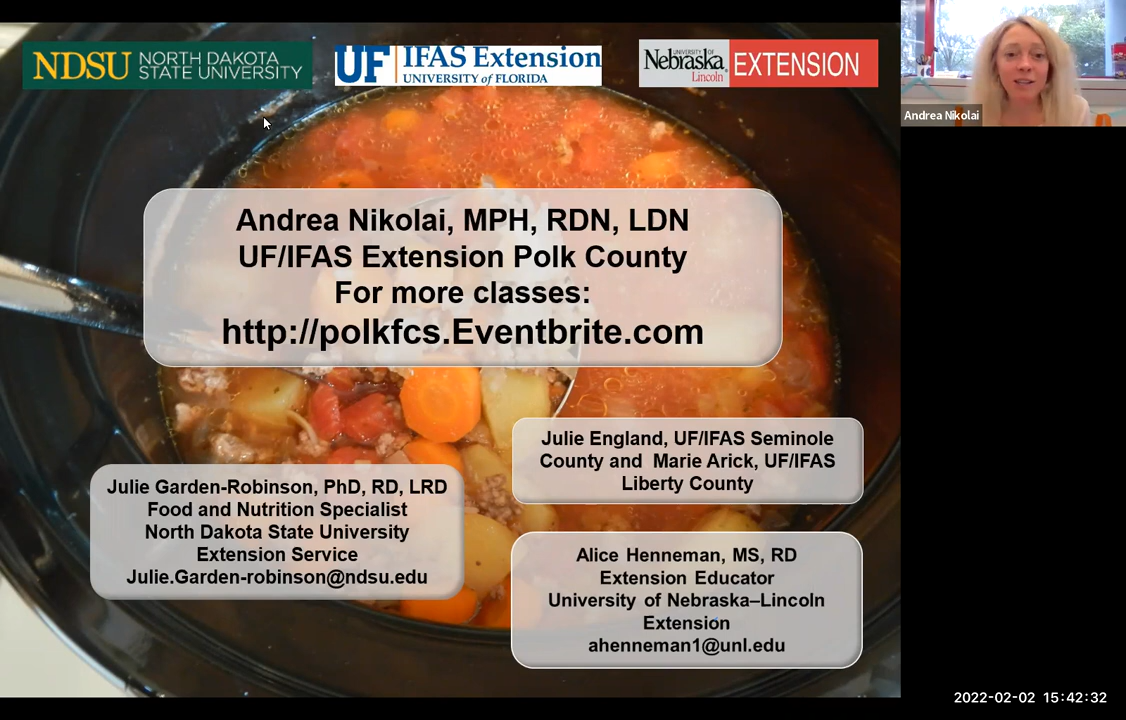 NDSU NORTH DAKOTA
STATE UNIVERSITY
UF IFAS Extension
UNIVERSITY of FLORIDA
UNIVERSITY OF
Nebraska
Lincoln
EXTENSION
Andrea Nikolai
Andrea Nikolai, MPH, RDN, LDN
UF/IFAS Extension Polk County
For more classes:
http://polkfcs.Eventbrite.com
Julie England, UF/IFAS Seminole
County and Marie Arick, UF/IFAS
Liberty County
Julie Garden-Robinson, PhD, RD, LRD
Food and Nutrition Specialist
North Dakota State University
Extension Service
Julie.Garden-robinson@ndsu.edu
Alice Henneman, MS, RD
Extension Educator
University of Nebraska–Lincoln
Extension
ahenneman1@unl.edu
2022-02-02 15:42:32